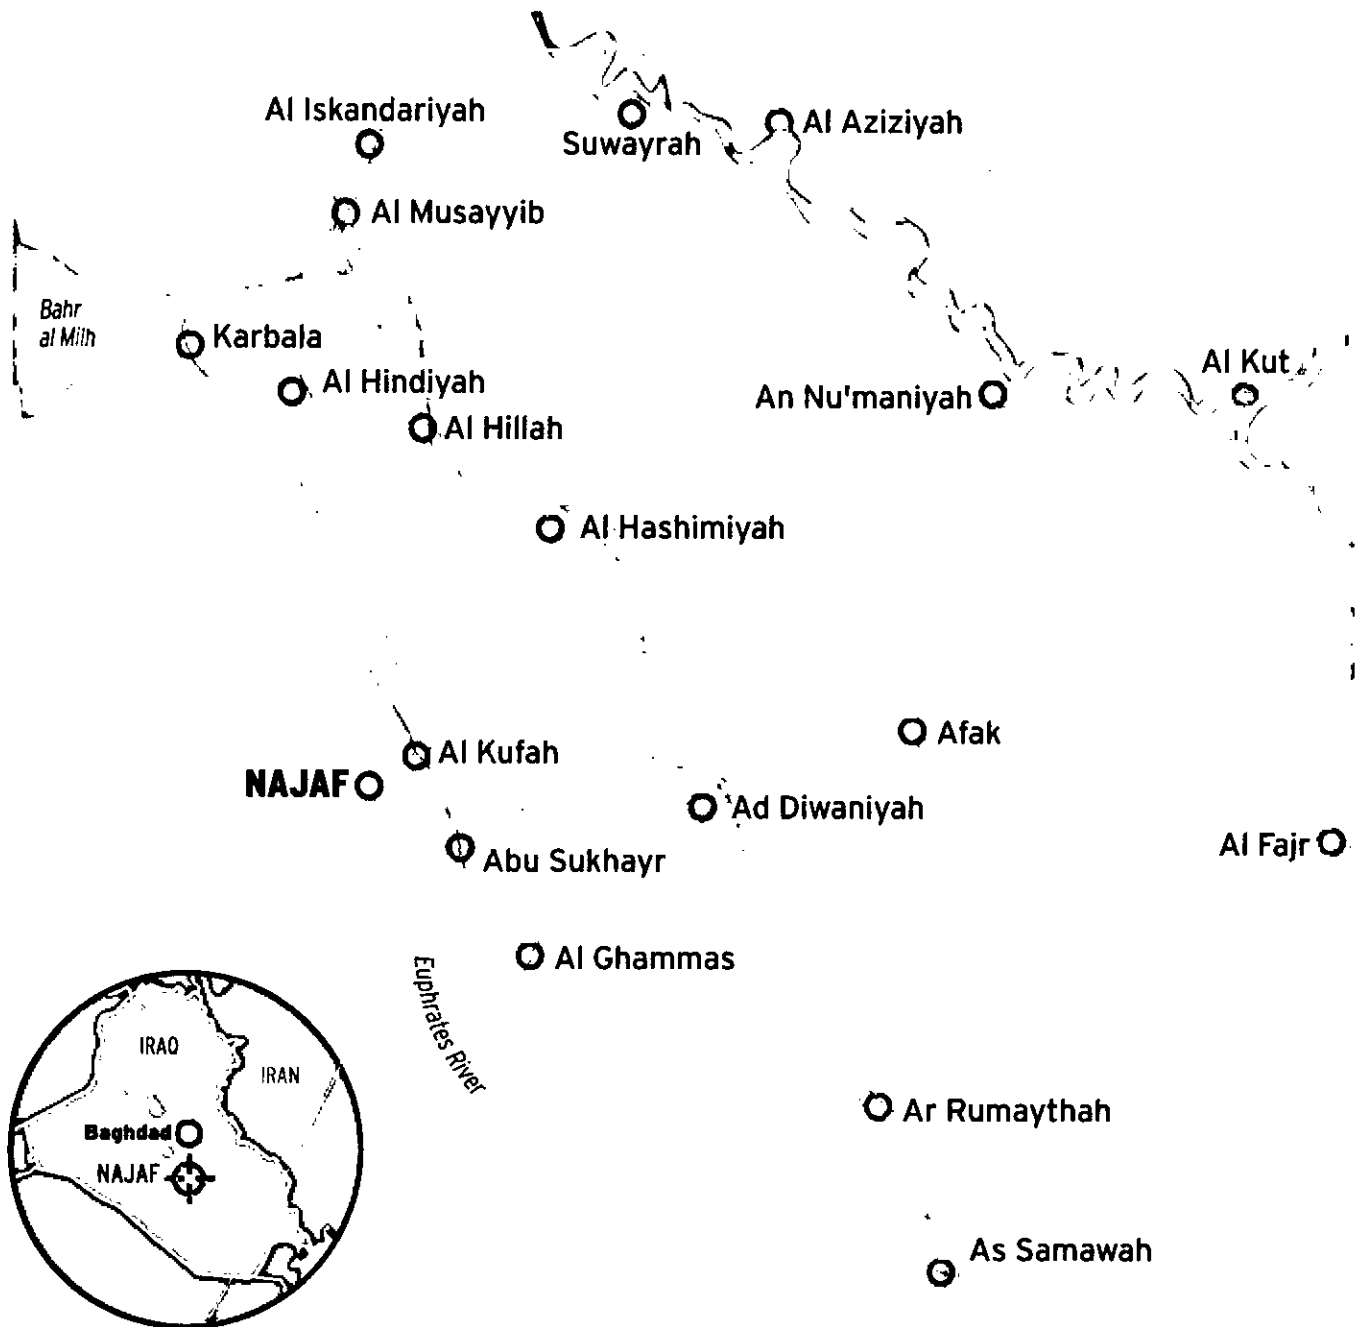 Al Iskandariyah
Suwayrah
Al Aziziyah
Al Musayyib
Bahr
al Milh
Karbala
Al Hindiyah
Al Hillah
An Nu'maniyah
Al Kut
Al Hashimiyah
Al Kufah
NAJAF
Afak
Ad Diwaniyah
Abu Sukhayr
Al Fajr
Al Ghammas
Euphrates River
IRAQ
IRAN
Baghdad
NAJAF
Ar Rumaythah
As Samawah